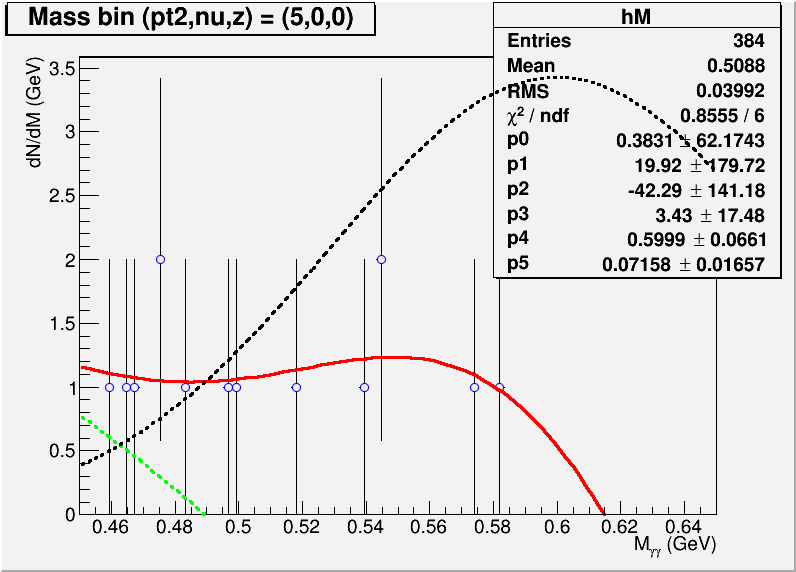 Mass bin (pt2,nu,z) = (5,0,0)
hM
Entries 384
Mean 0.5088
RMS 0.03992
χ² / ndf 0.8555 / 6
p0 0.3831 ± 62.1743
p1 19.92 ± 179.72
p2 -42.29 ± 141.18
p3 3.43 ± 17.48
p4 0.5999 ± 0.0661
p5 0.07158 ± 0.01657
dN/dM (GeV)
3.5
3
2.5
2
1.5
1
0.5
0
0.46 0.48 0.5 0.52 0.54 0.56 0.58 0.6 0.62 0.64
Mγγ (GeV)